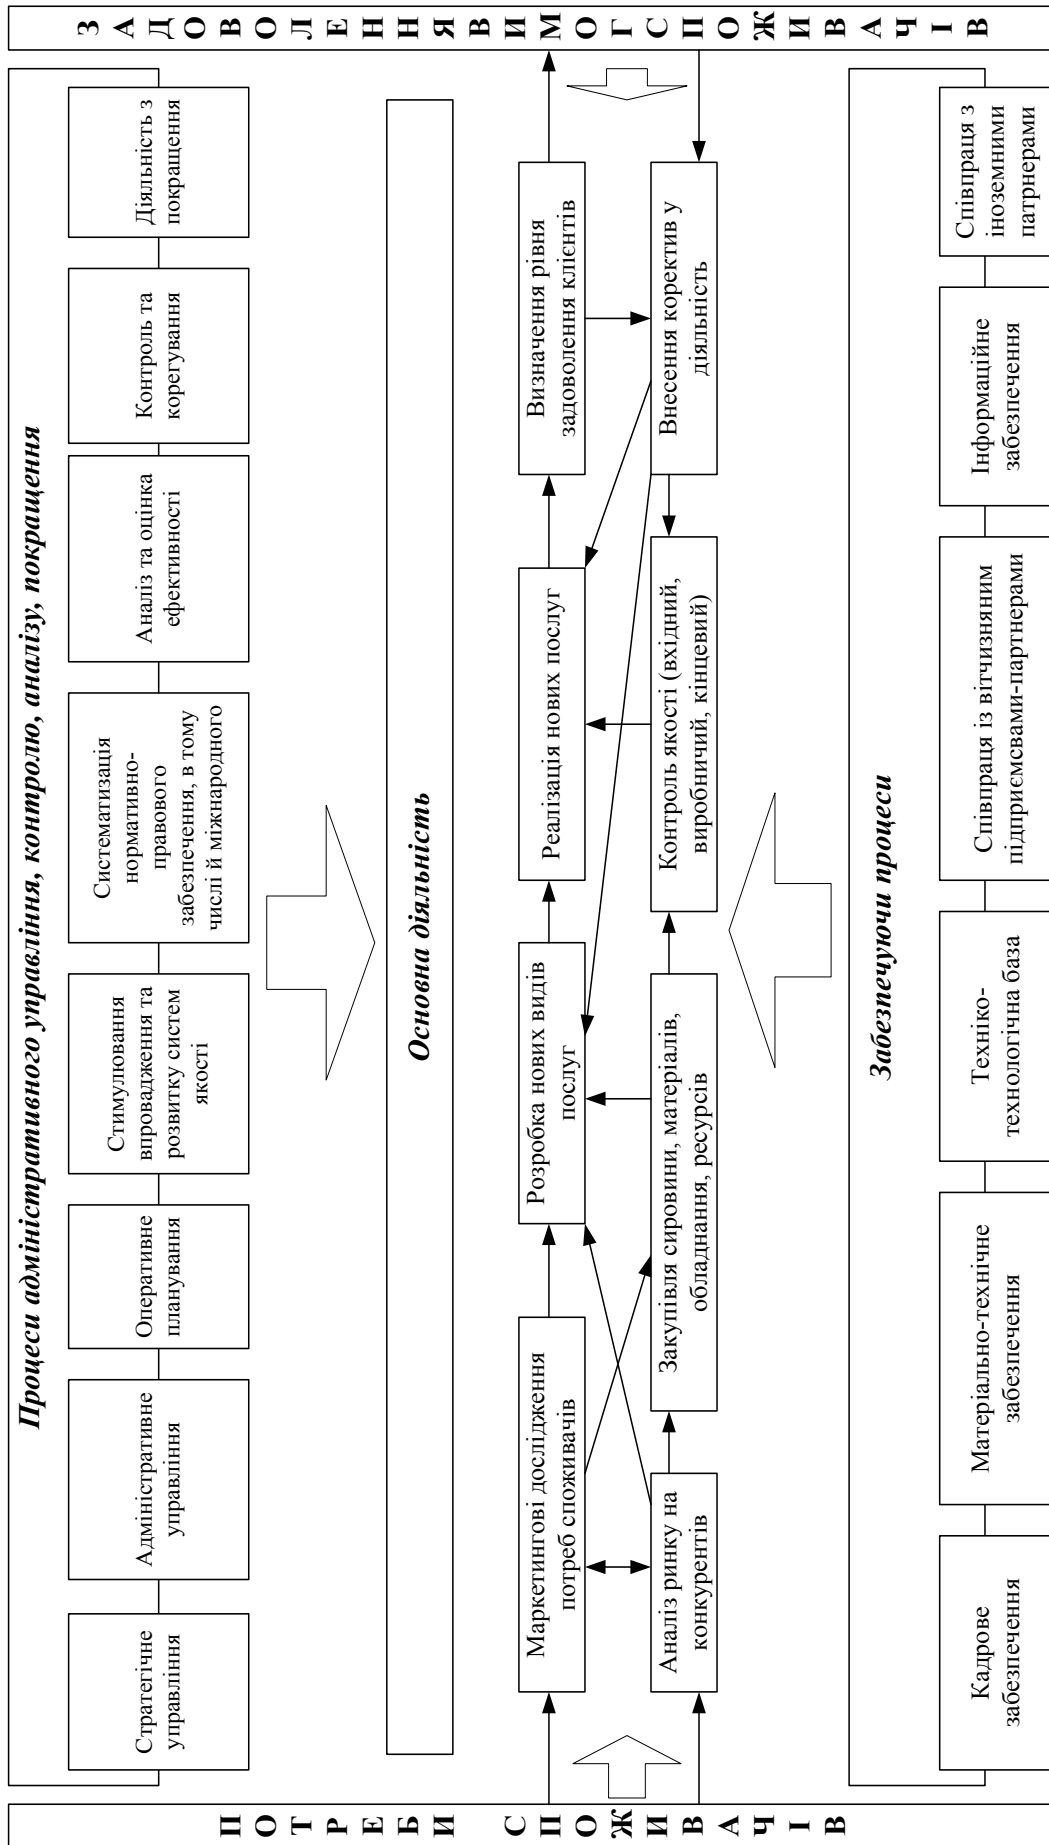 ПОТРЕБИ СПОЖИВАЧІВ
Процеси адміністративного управління, контролю, аналізу, покращення
Стратегічне
управління
Адміністративне
управління
Оперативне
планування
Стимулювання
впровадження та
розвитку систем
якості
Систематизація
нормативно-
правового
забезпечення, в тому
числі й міжнародного
Аналіз та оцінка
ефективності
Контроль та
корегування
Діяльність з
покращення
Основна діяльність
Маркетингові дослідження
потреб споживачів
Розробка нових видів
послуг
Реалізація нових послуг
Визначення рівня
задоволення клієнтів
Аналіз ринку на
конкурентів
Закупівля сировини, матеріалів,
обладнання, ресурсів
Контроль якості (вхідний,
виробничий, кінцевий)
Внесення коректив у
діяльність
Забезпечуючи процеси
Кадрове
забезпечення
Матеріально-технічне
забезпечення
Техніко-
технологічна база
Співпраця із вітчизняним
підприємсвами-партнерами
Інформаційне
забезпечення
Співпраця з
іноземними
патрнерами
ЗАДОВОЛЕННЯ ВИМОГ СПОЖИВАЧІВ